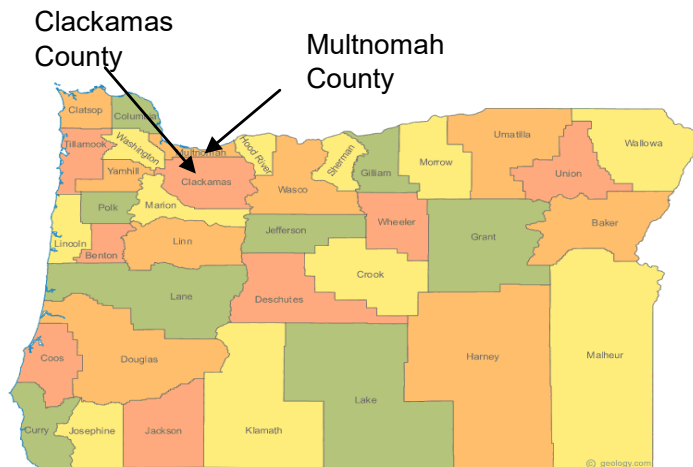 Clackamas
County
Multnomah
County
Clatsop
Columbia
Tillamook
Washington
Multnomah
Hood River
Sherman
Gilliam
Morrow
Umatilla
Wallowa
Union
Yamhill
Clackamas
Wasco
Polk
Marion
Wheeler
Grant
Baker
Lincoln
Benton
Linn
Jefferson
Crook
Lane
Deschutes
Coos
Douglas
Harney
Malheur
Lake
Curry
Josephine
Jackson
Klamath
© geology.com